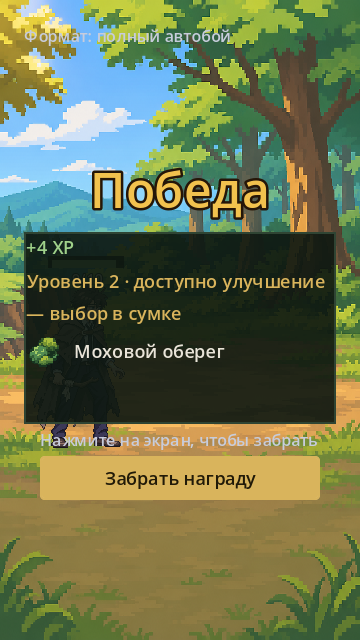 Формат: полный автобой
Победа
+4 XP
Уровень 2 · доступно улучшение
— выбор в сумке
Моховой оберег
Нажмите на экран, чтобы забрать
Забрать награду